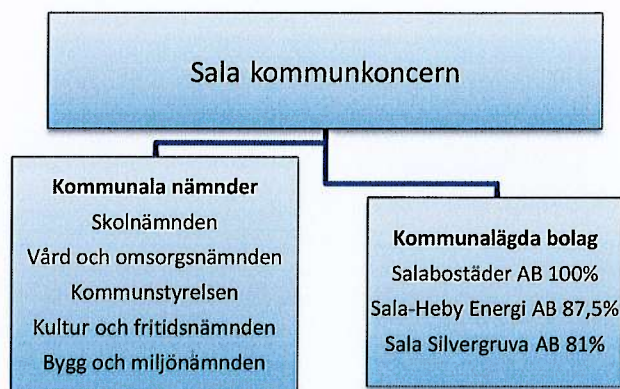 Sala kommunkoncern
Kommunala nämnder
Skolnämnden
Vård och omsorgsnämnden
Kommunstyrelsen
Kultur och fritidsnämnden
Bygg och miljönämnden
Kommunalägda bolag
Salabostäder AB 100%
Sala-Heby Energi AB 87,5%
Sala Silvergruva AB 81%